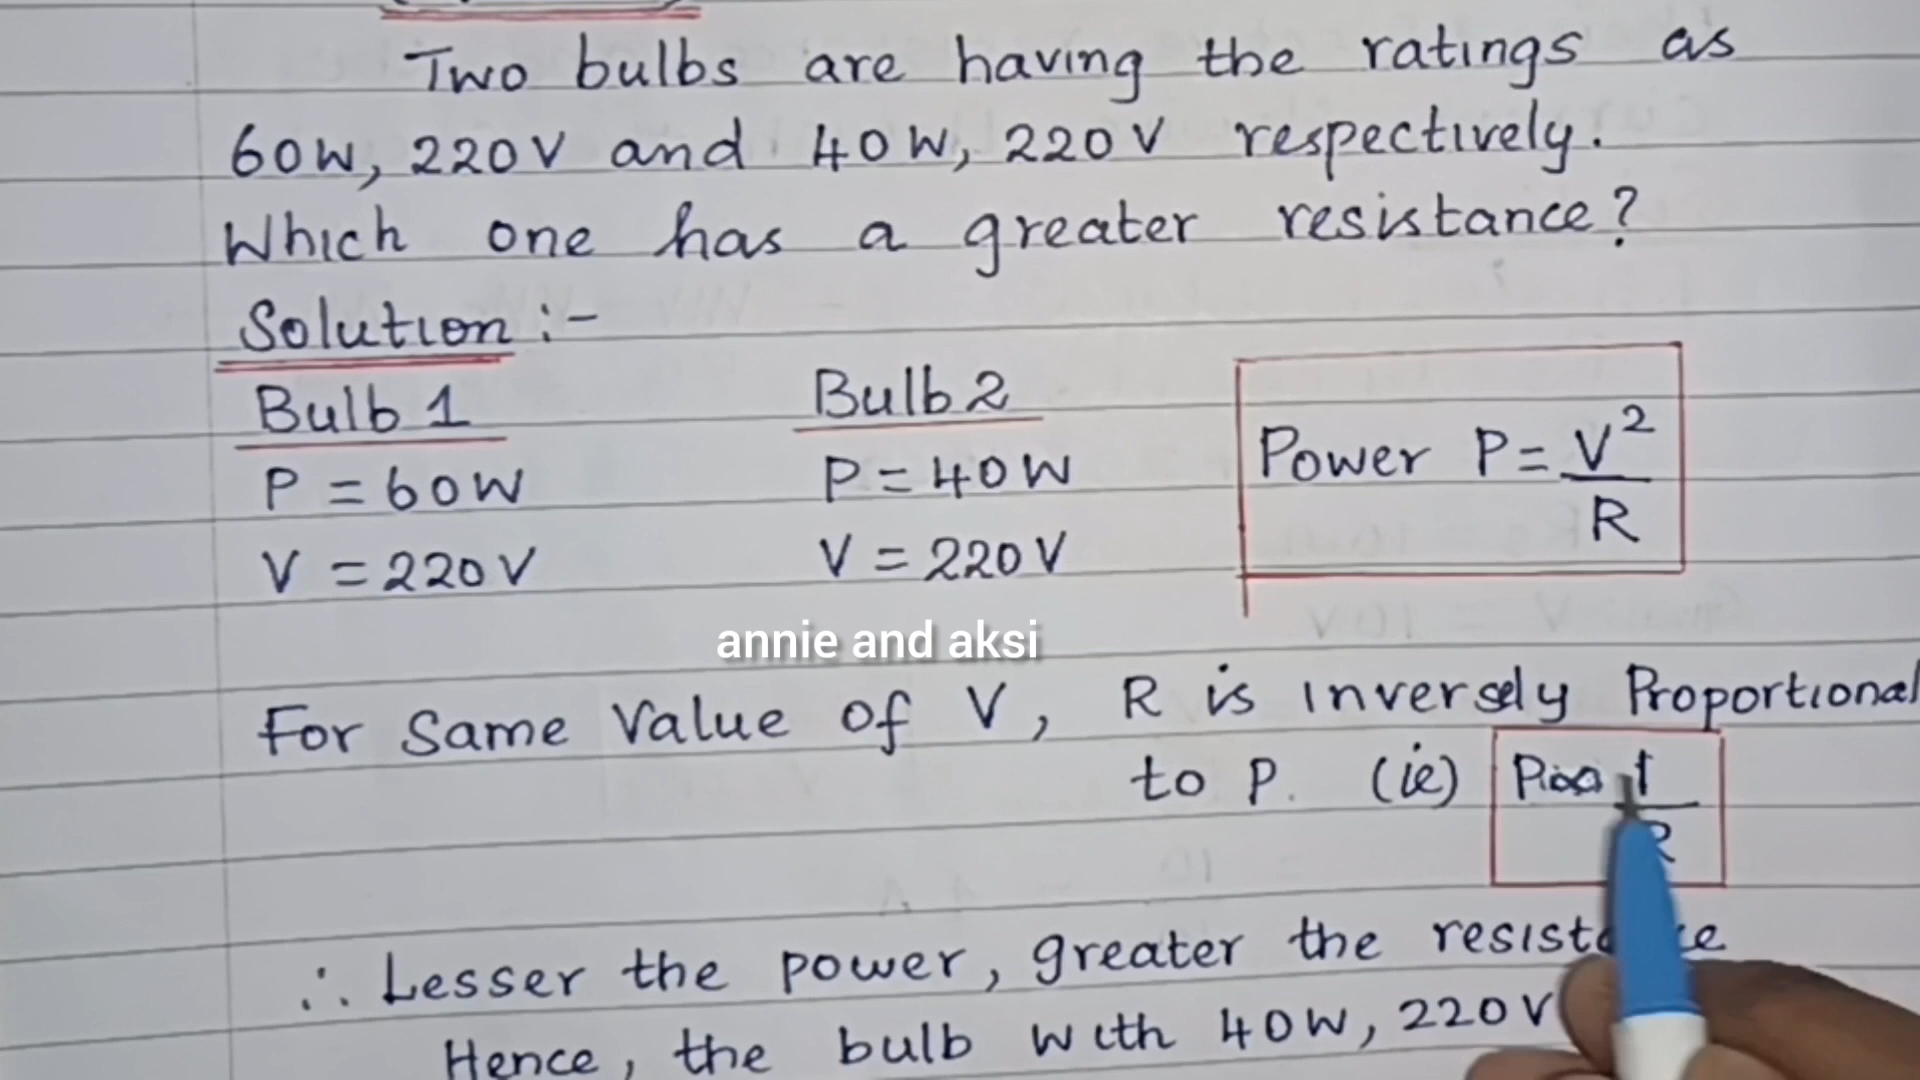 Two bulbs are having the ratings as
60W, 220V and 40W, 220V respectively.
Which one has a greater resistance?
Solution:-
Bulb 1 Bulb 2
P = 60W P = 40W Power P = V²/R
V = 220V V = 220V
annie and aksi
For Same Value of V, R is inversely Proportional
to P. (ie) P ∝ 1/R
∴ Lesser the power, greater the resistance
Hence, the bulb with 40W, 220V